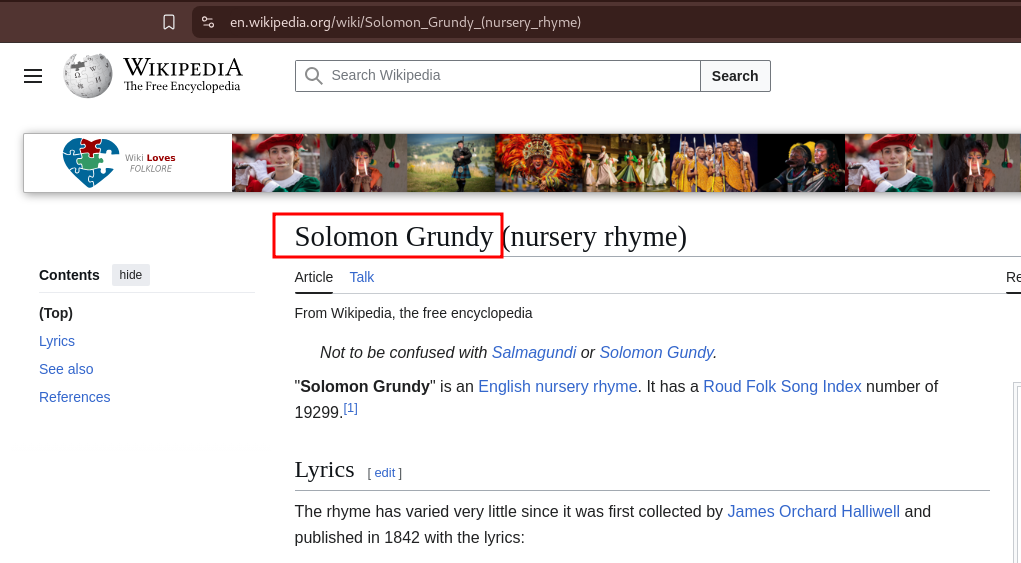 en.wikipedia.org/wiki/Solomon_Grundy_(nursery_rhyme)
WIKIPEDIA
The Free Encyclopedia
Search Wikipedia
Search
Wiki Loves
FOLKLORE
Solomon Grundy (nursery rhyme)
Contents hide
(Top)
Lyrics
See also
References
Article Talk
Re
From Wikipedia, the free encyclopedia
Not to be confused with Salmagundi or Solomon Gundy.
"Solomon Grundy" is an English nursery rhyme. It has a Roud Folk Song Index number of
19299.[1]
Lyrics [ edit ]
The rhyme has varied very little since it was first collected by James Orchard Halliwell and
published in 1842 with the lyrics: